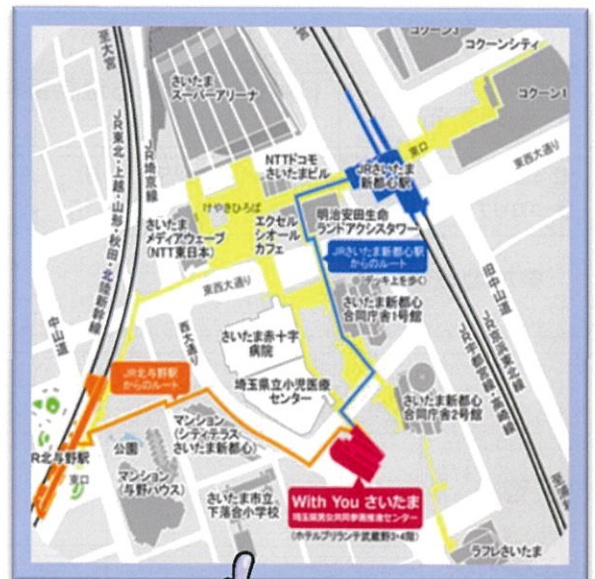 至大宮
コクーン3
コクーンシティ
コクーン1
さいたま
スーパーアリーナ
JR東北・上越・山形・秋田・北陸新幹線
JR埼京線
NTTドコモ
さいたまビル
東口
JRさいたま
新都心駅
東西大通り
けやきひろば
さいたま
メディアウェーブ
(NTT東日本)
エクセル
シオール
カフェ
明治安田生命
ランドアクシスタワー
JRさいたま新都心駅
からのルート
(デッキ上を歩く)
東西大通り
旧中山道
中山道
西大通り
さいたま新都心
合同庁舎1号館
さいたま赤十字
病院
JR京浜東北線
JR宇都宮線・高崎線
JR北与野駅
からのルート
埼玉県立小児医療
センター
さいたま新都心
合同庁舎2号館
マンション
(シティテラス
さいたま新都心)
公園
R北与野駅
東口
マンション
(与野ハウス)
さいたま市立
下落合小学校
With You さいたま
埼玉県男女共同参画推進センター
(ホテルブリランテ武蔵野3・4階)
ラフレさいたま